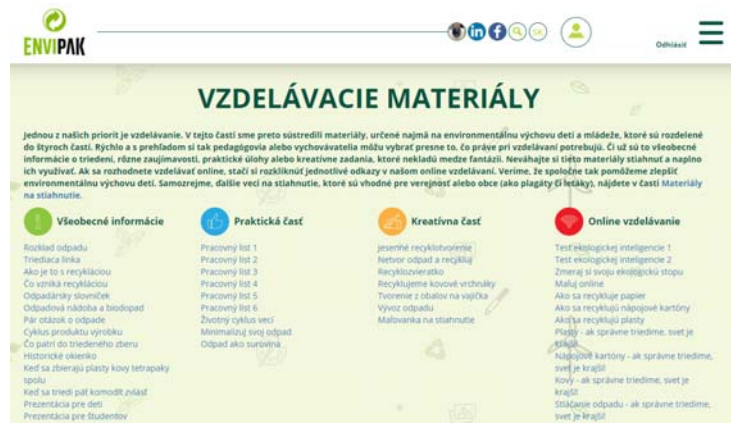 ENVIPAK
SK
Odhlásiť
VZDELÁVACIE MATERIÁLY
Jednou z našich priorít je vzdelávanie. V tejto časti sme preto sústredili materiály, určené najmä na environmentálnu výchovu detí a mládeže, ktoré sú rozdelené
do štyroch častí. Rýchlo a s prehľadom si tak pedagógovia alebo vychovávatelia môžu vybrať presne to, čo práve pri vzdelávaní potrebujú. Či už sú to všeobecné
informácie o triedení, rôzne zaujímavosti, praktické úlohy alebo kreatívne zadania, ktoré nekladú medze fantázii. Neváhajte si tieto materiály stiahnuť a naplno
ich využívať. Ak sa rozhodnete vzdelávať online, stačí si rozkliknúť jednotlivé odkazy v našom online vzdelávaní. Veríme, že spoločne tak pomôžeme zlepšiť
environmentálnu výchovu detí. Samozrejme, ďalšie veci na stiahnutie, ktoré sú vhodné pre verejnosť alebo obce (ako plagáty či letáky), nájdete v časti Materiály
na stiahnutie.
Všeobecné informácie
Rozklad odpadu
Triediaca linka
Ako je to s recykláciou
Čo vzniká recykláciou
Odpadársky slovníček
Odpadová nádoba a biodopad
Pár otázok o odpade
Cyklus produktu výrobku
Čo patrí do triedeného zberu
Historické okienko
Keď sa zbierajú plasty kovy tetrapaky
spolu
Keď sa triedi päť komodít zvlášť
Prezentácia pre deti
Prezentácia pre študentov
Praktická časť
Pracovný list 1
Pracovný list 2
Pracovný list 3
Pracovný list 4
Pracovný list 5
Pracovný list 6
Životný cyklus vecí
Minimalizuj svoj odpad
Odpad ako surovina
Kreatívna časť
Jesenné recyklotvorenie
Netvor odpad a recykluj
Recyklozvieratko
Recyklujeme kovové vrchnáky
Tvorenie z obalov na vajíčka
Vývoz odpadu
Maľovanka na stiahnutie
Online vzdelávanie
Test ekologickej inteligencie 1
Test ekologickej inteligencie 2
Zmeraj si svoju ekologickú stopu
Maľuj online
Ako sa recykluje papier
Ako sa recyklujú nápojové kartóny
Ako sa recyklujú plasty
Plasty - ak správne triedime, svet je
krajší!
Nápojové kartóny - ak správne triedime,
svet je krajší!
Kovy - ak správne triedime, svet je
krajší!
Stláčanie odpadu - ak správne triedime,
svet je krajší!